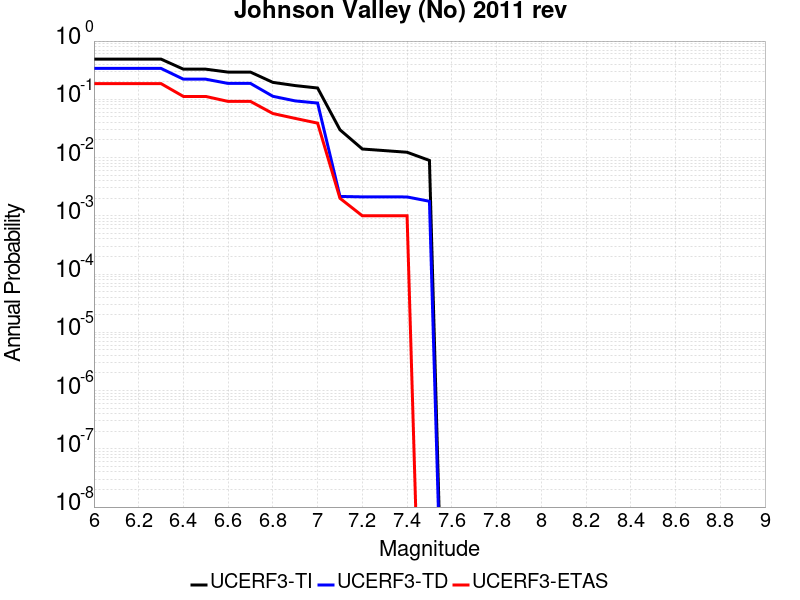 Johnson Valley (No) 2011 rev
10^0
10^-1
10^-2
10^-3
10^-4
10^-5
10^-6
10^-7
10^-8
Annual Probability
6 6.2 6.4 6.6 6.8 7 7.2 7.4 7.6 7.8 8 8.2 8.4 8.6 8.8 9
Magnitude
UCERF3-TI UCERF3-TD UCERF3-ETAS